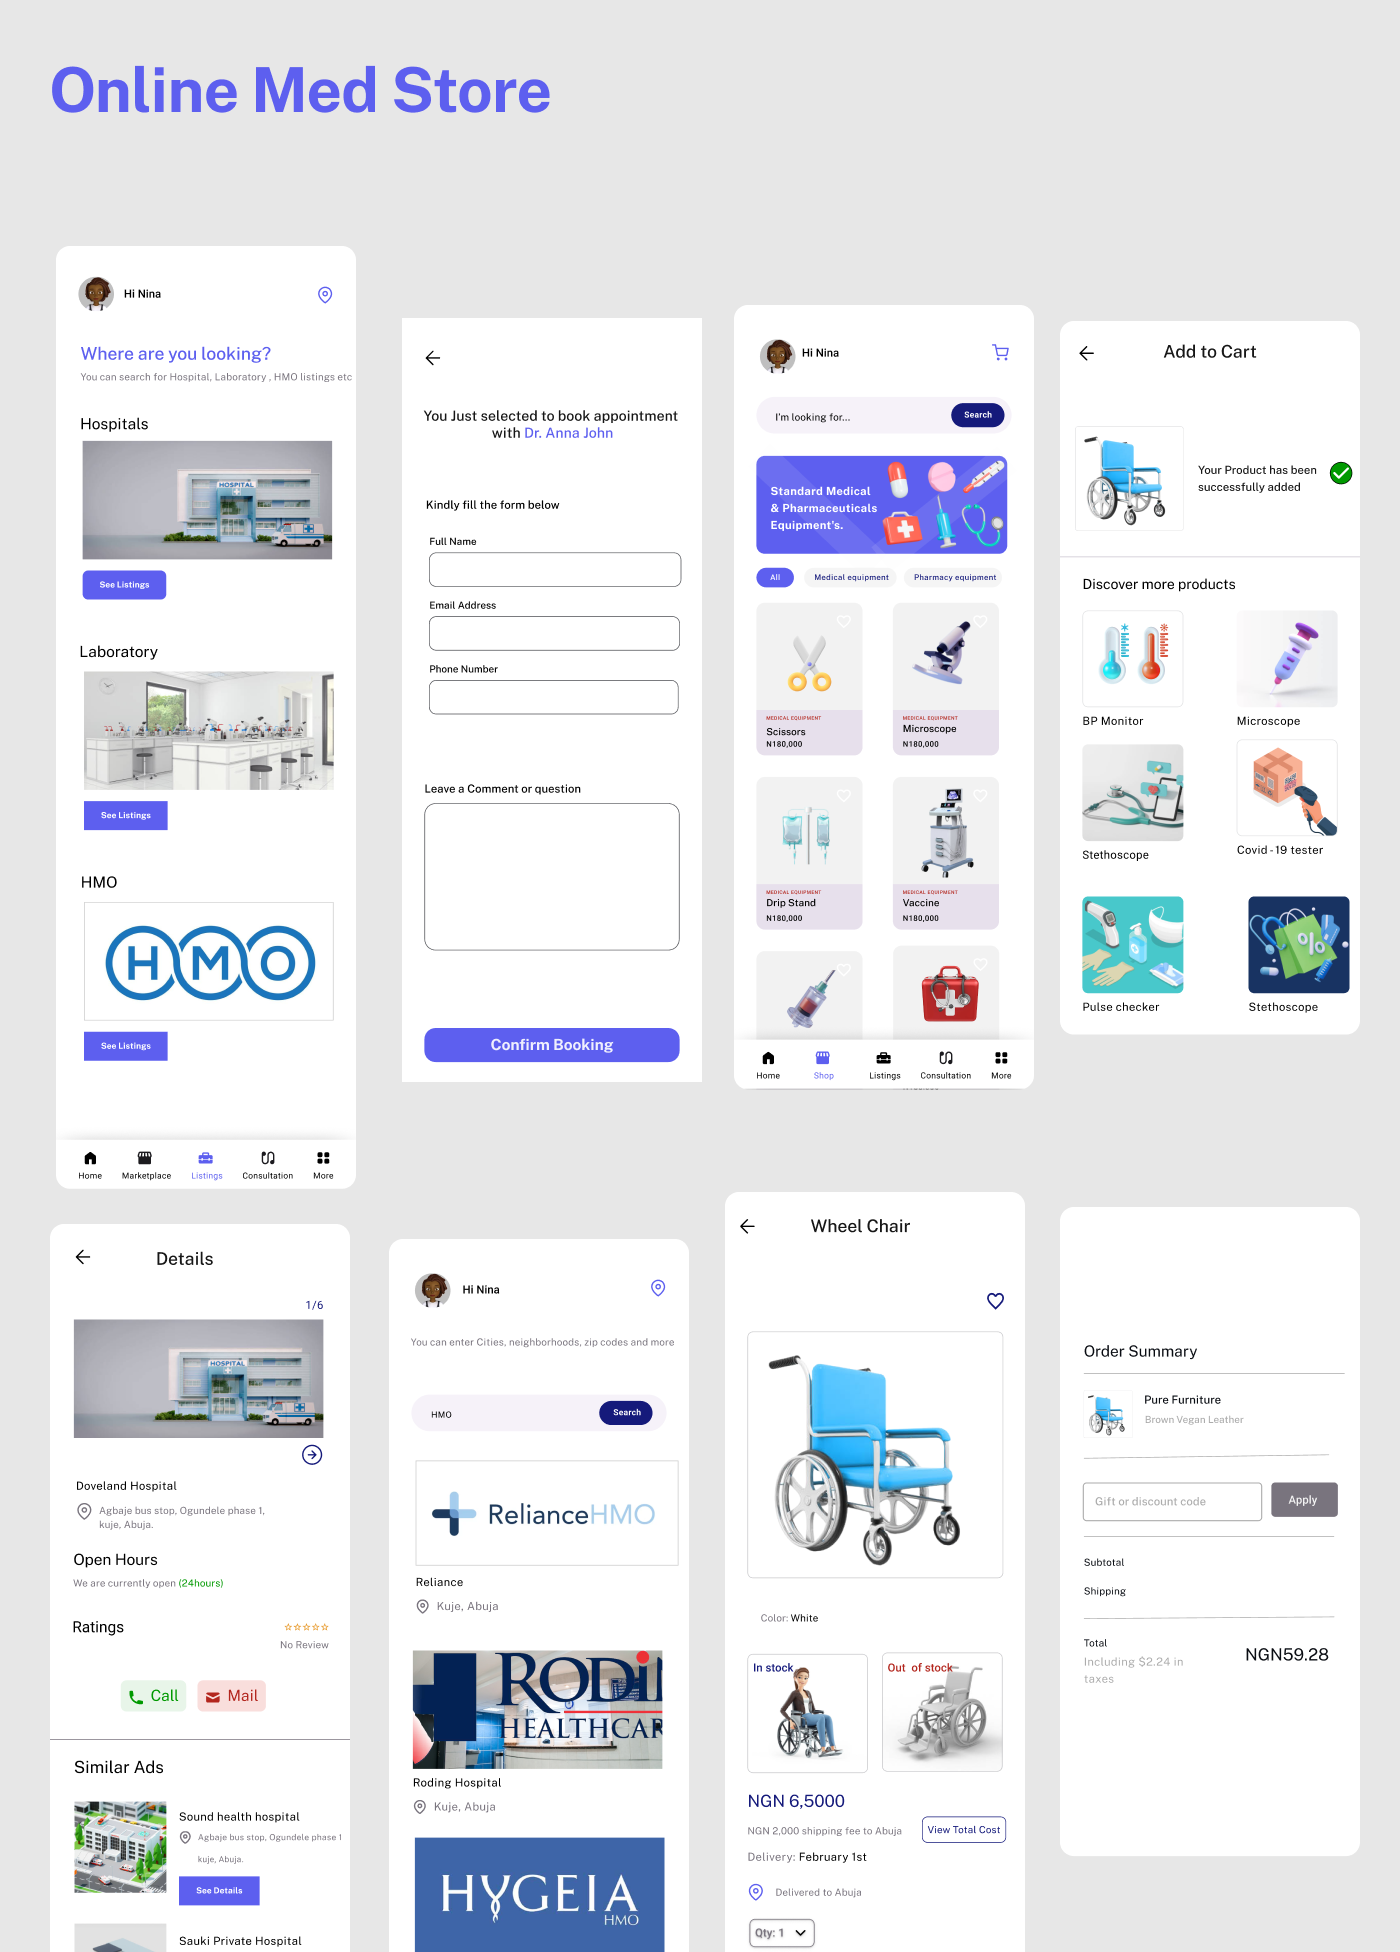 Online Med Store
Hi Nina
Where are you looking?
You can search for Hospital, Laboratory , HMO listings etc
Hospitals
HOSPITAL
See Listings
Laboratory
See Listings
HMO
HMO
See Listings
Home
Marketplace
Listings
Consultation
More
You Just selected to book appointment
with Dr. Anna John
Kindly fill the form below
Full Name
Email Address
Phone Number
Leave a Comment or question
Confirm Booking
Hi Nina
I'm looking for...
Search
Standard Medical
& Pharmaceuticals
Equipment's.
All
Medical equipment
Pharmacy equipment
MEDICAL EQUIPMENT
Scissors
N180,000
MEDICAL EQUIPMENT
Microscope
N180,000
MEDICAL EQUIPMENT
Drip Stand
N180,000
MEDICAL EQUIPMENT
Vaccine
N180,000
Home
Shop
Listings
Consultation
More
Add to Cart
Your Product has been
successfully added
Discover more products
BP Monitor
Microscope
Stethoscope
Covid - 19 tester
%
Pulse checker
Stethoscope
Details
1/6
HOSPITAL
Doveland Hospital
Agbaje bus stop, Ogundele phase 1,
kuje, Abuja.
Open Hours
We are currently open (24hours)
Ratings
No Review
Call
Mail
Similar Ads
Sound health hospital
Agbaje bus stop, Ogundele phase 1
kuje, Abuja.
See Details
Sauki Private Hospital
Hi Nina
You can enter Cities, neighborhoods, zip codes and more
HMO
Search
RelianceHMO
Reliance
Kuje, Abuja
RODI
HEALTHCAR
Roding Hospital
Kuje, Abuja
HYGEIA
HMO
Wheel Chair
Color: White
In stock
Out of stock
NGN 6,5000
NGN 2,000 shipping fee to Abuja
View Total Cost
Delivery: February 1st
Delivered to Abuja
Qty: 1
Order Summary
Pure Furniture
Brown Vegan Leather
Gift or discount code
Apply
Subtotal
Shipping
Total
Including $2.24 in
taxes
NGN59.28